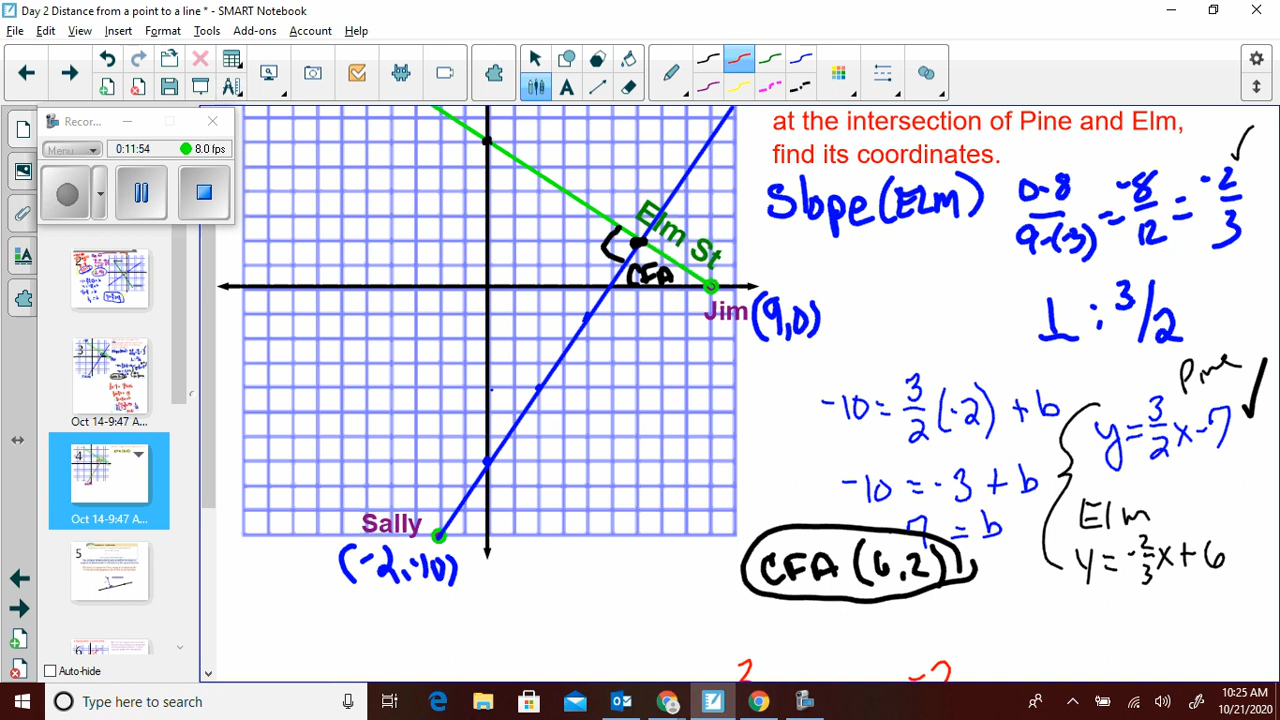 Day 2 Distance from a point to a line * - SMART Notebook
File Edit View Insert Format Tools Add-ons Account Help
Recor...
Menu
0:11:54 8.0 fps
3
Oct 14-9:47 A...
4
Oct 14-9:47 A...
5
6
Auto-hide
at the intersection of Pine and Elm,
find its coordinates.
Slope (Elm) 0-8/9-(-3) = -8/12 = -2/3
⊥ : 3/2
Elm St
CFA
Jim (9,0)
Pine
-10 = 3/2 (-2) + b
y = 3/2 x - 7
-10 = -3 + b
Elm
7 = b
y = -2/3 x + 6
CFA (6,2)
Sally
(-2,-10)
Type here to search
10:25 AM
10/21/2020